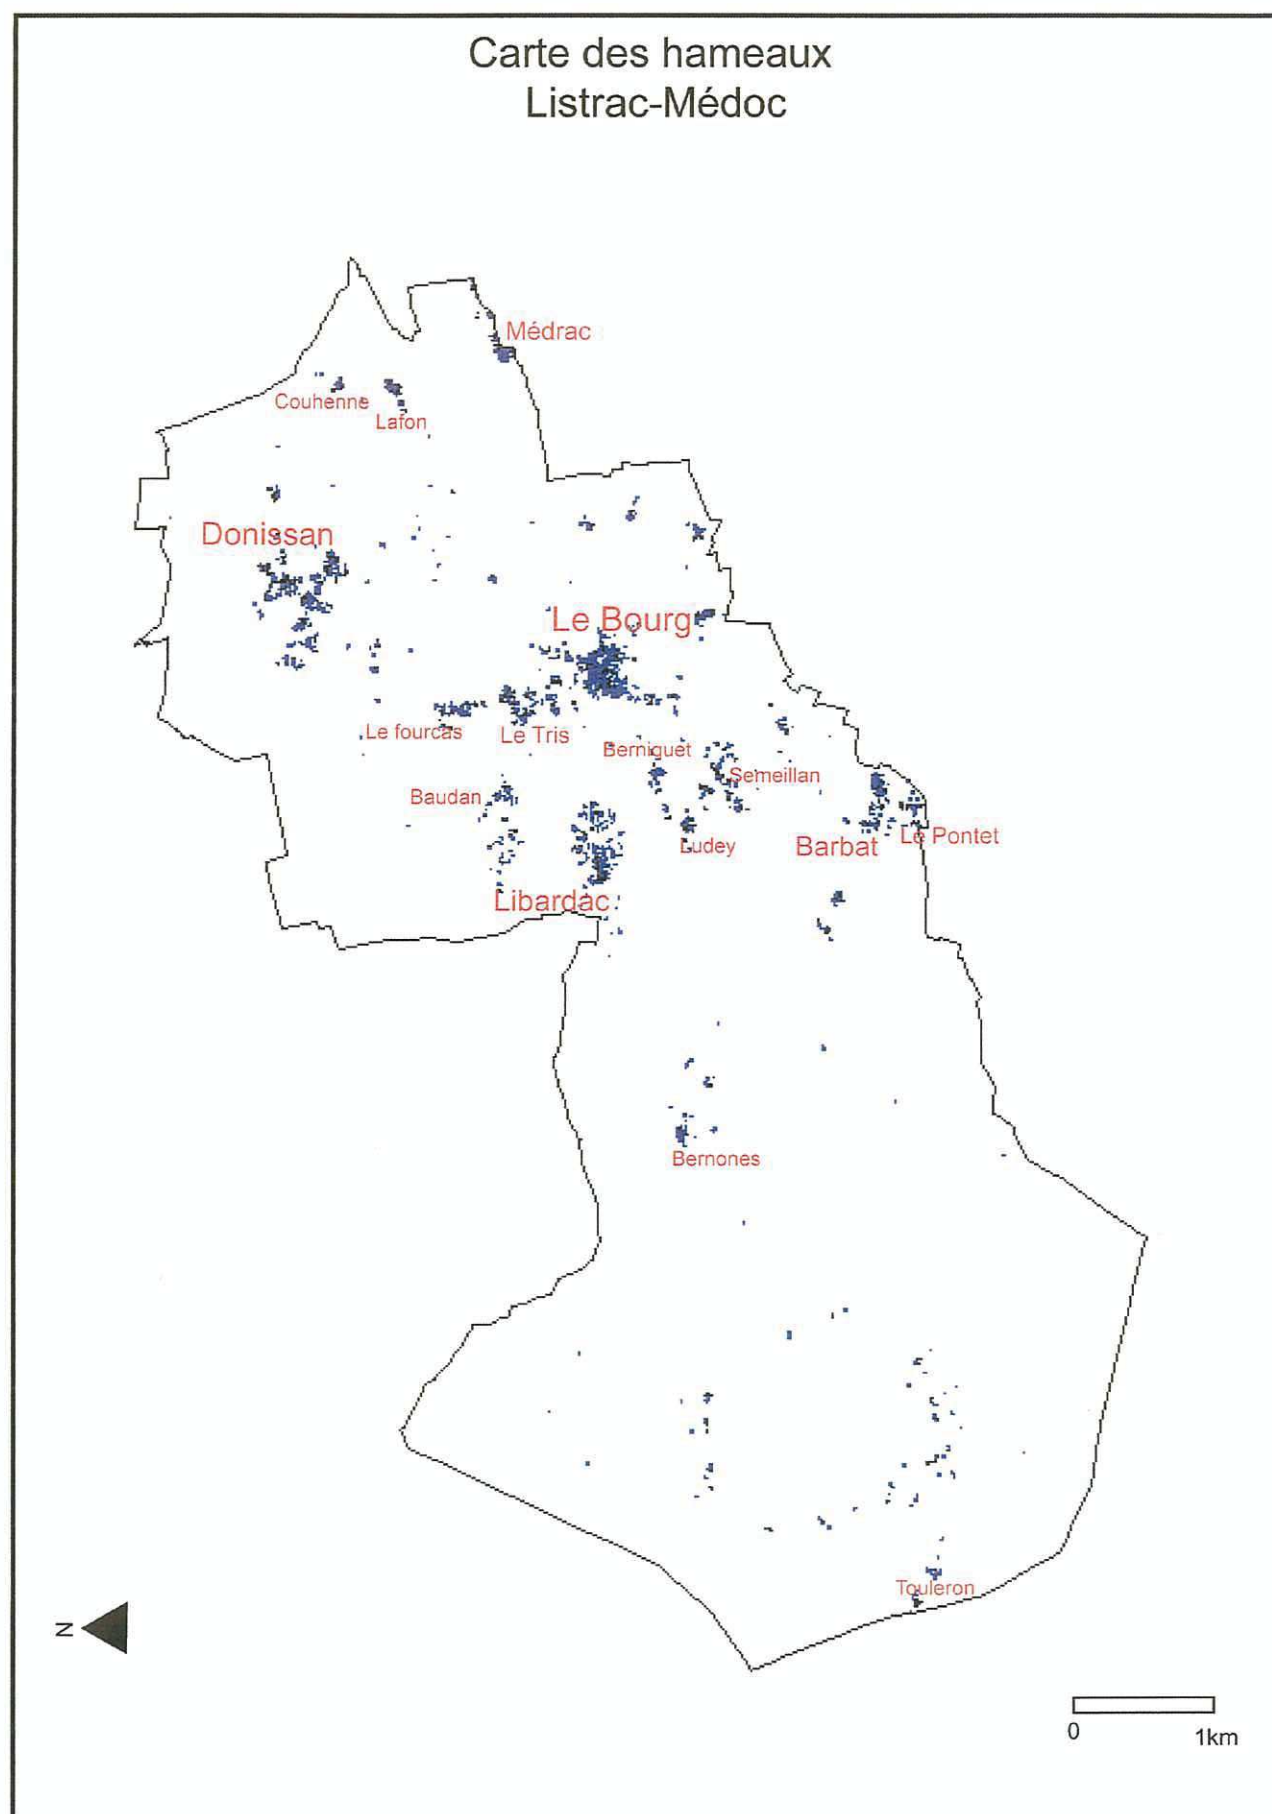 Carte des hameaux
Listrac-Médoc
Médrac
Couhenne
Lafon
Donissan
Le Bourg
Le fourcas
Le Tris
Berniquet
Semeillan
Baudan
Ludey
Barbat
Le Pontet
Libardac
Bernones
Touleron
N
0
1km